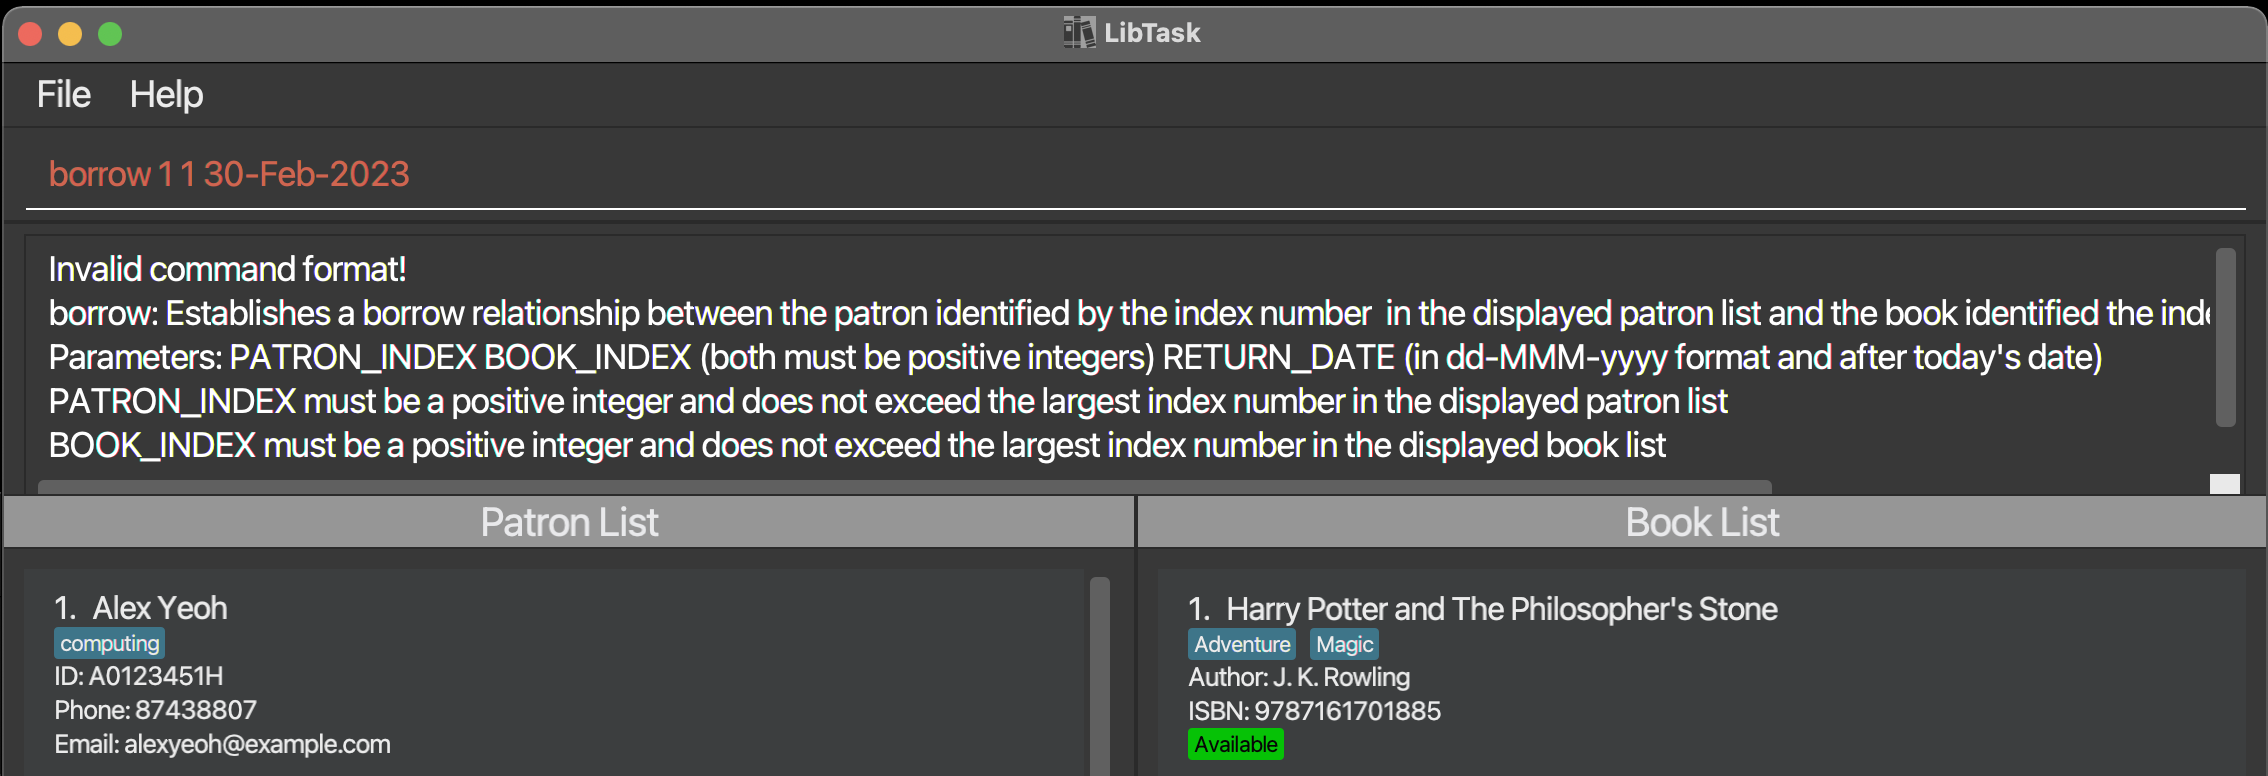 LibTask
File Help
borrow 1 1 30-Feb-2023
Invalid command format!
borrow: Establishes a borrow relationship between the patron identified by the index number  in the displayed patron list and the book identified the
Parameters: PATRON_INDEX BOOK_INDEX (both must be positive integers) RETURN_DATE (in dd-MMM-yyyy format and after today's date)
PATRON_INDEX must be a positive integer and does not exceed the largest index number in the displayed patron list
BOOK_INDEX must be a positive integer and does not exceed the largest index number in the displayed book list
Patron List
1. Alex Yeoh
computing
ID: A0123451H
Phone: 87438807
Email: alexyeoh@example.com
Book List
1. Harry Potter and The Philosopher's Stone
Adventure Magic
Author: J. K. Rowling
ISBN: 9787161701885
Available